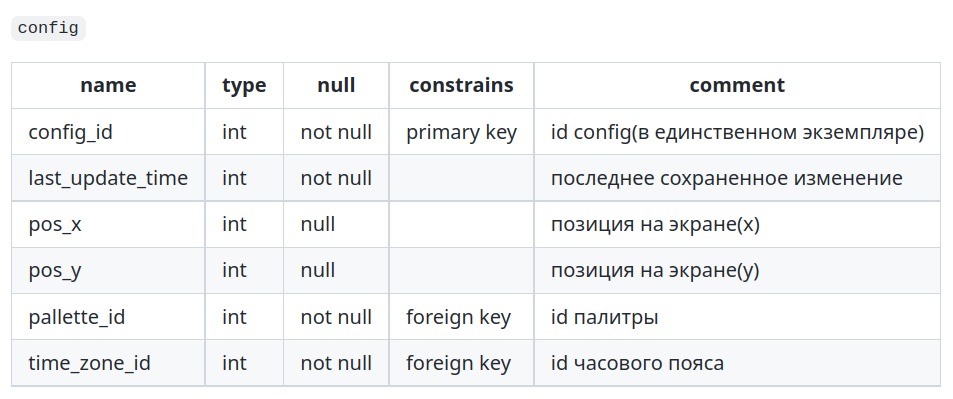 config
name type null constrains comment
config_id int not null primary key id config(в единственном экземпляре)
last_update_time int not null последнее сохраненное изменение
pos_x int null позиция на экране(x)
pos_y int null позиция на экране(y)
pallette_id int not null foreign key id палитры
time_zone_id int not null foreign key id часового пояса